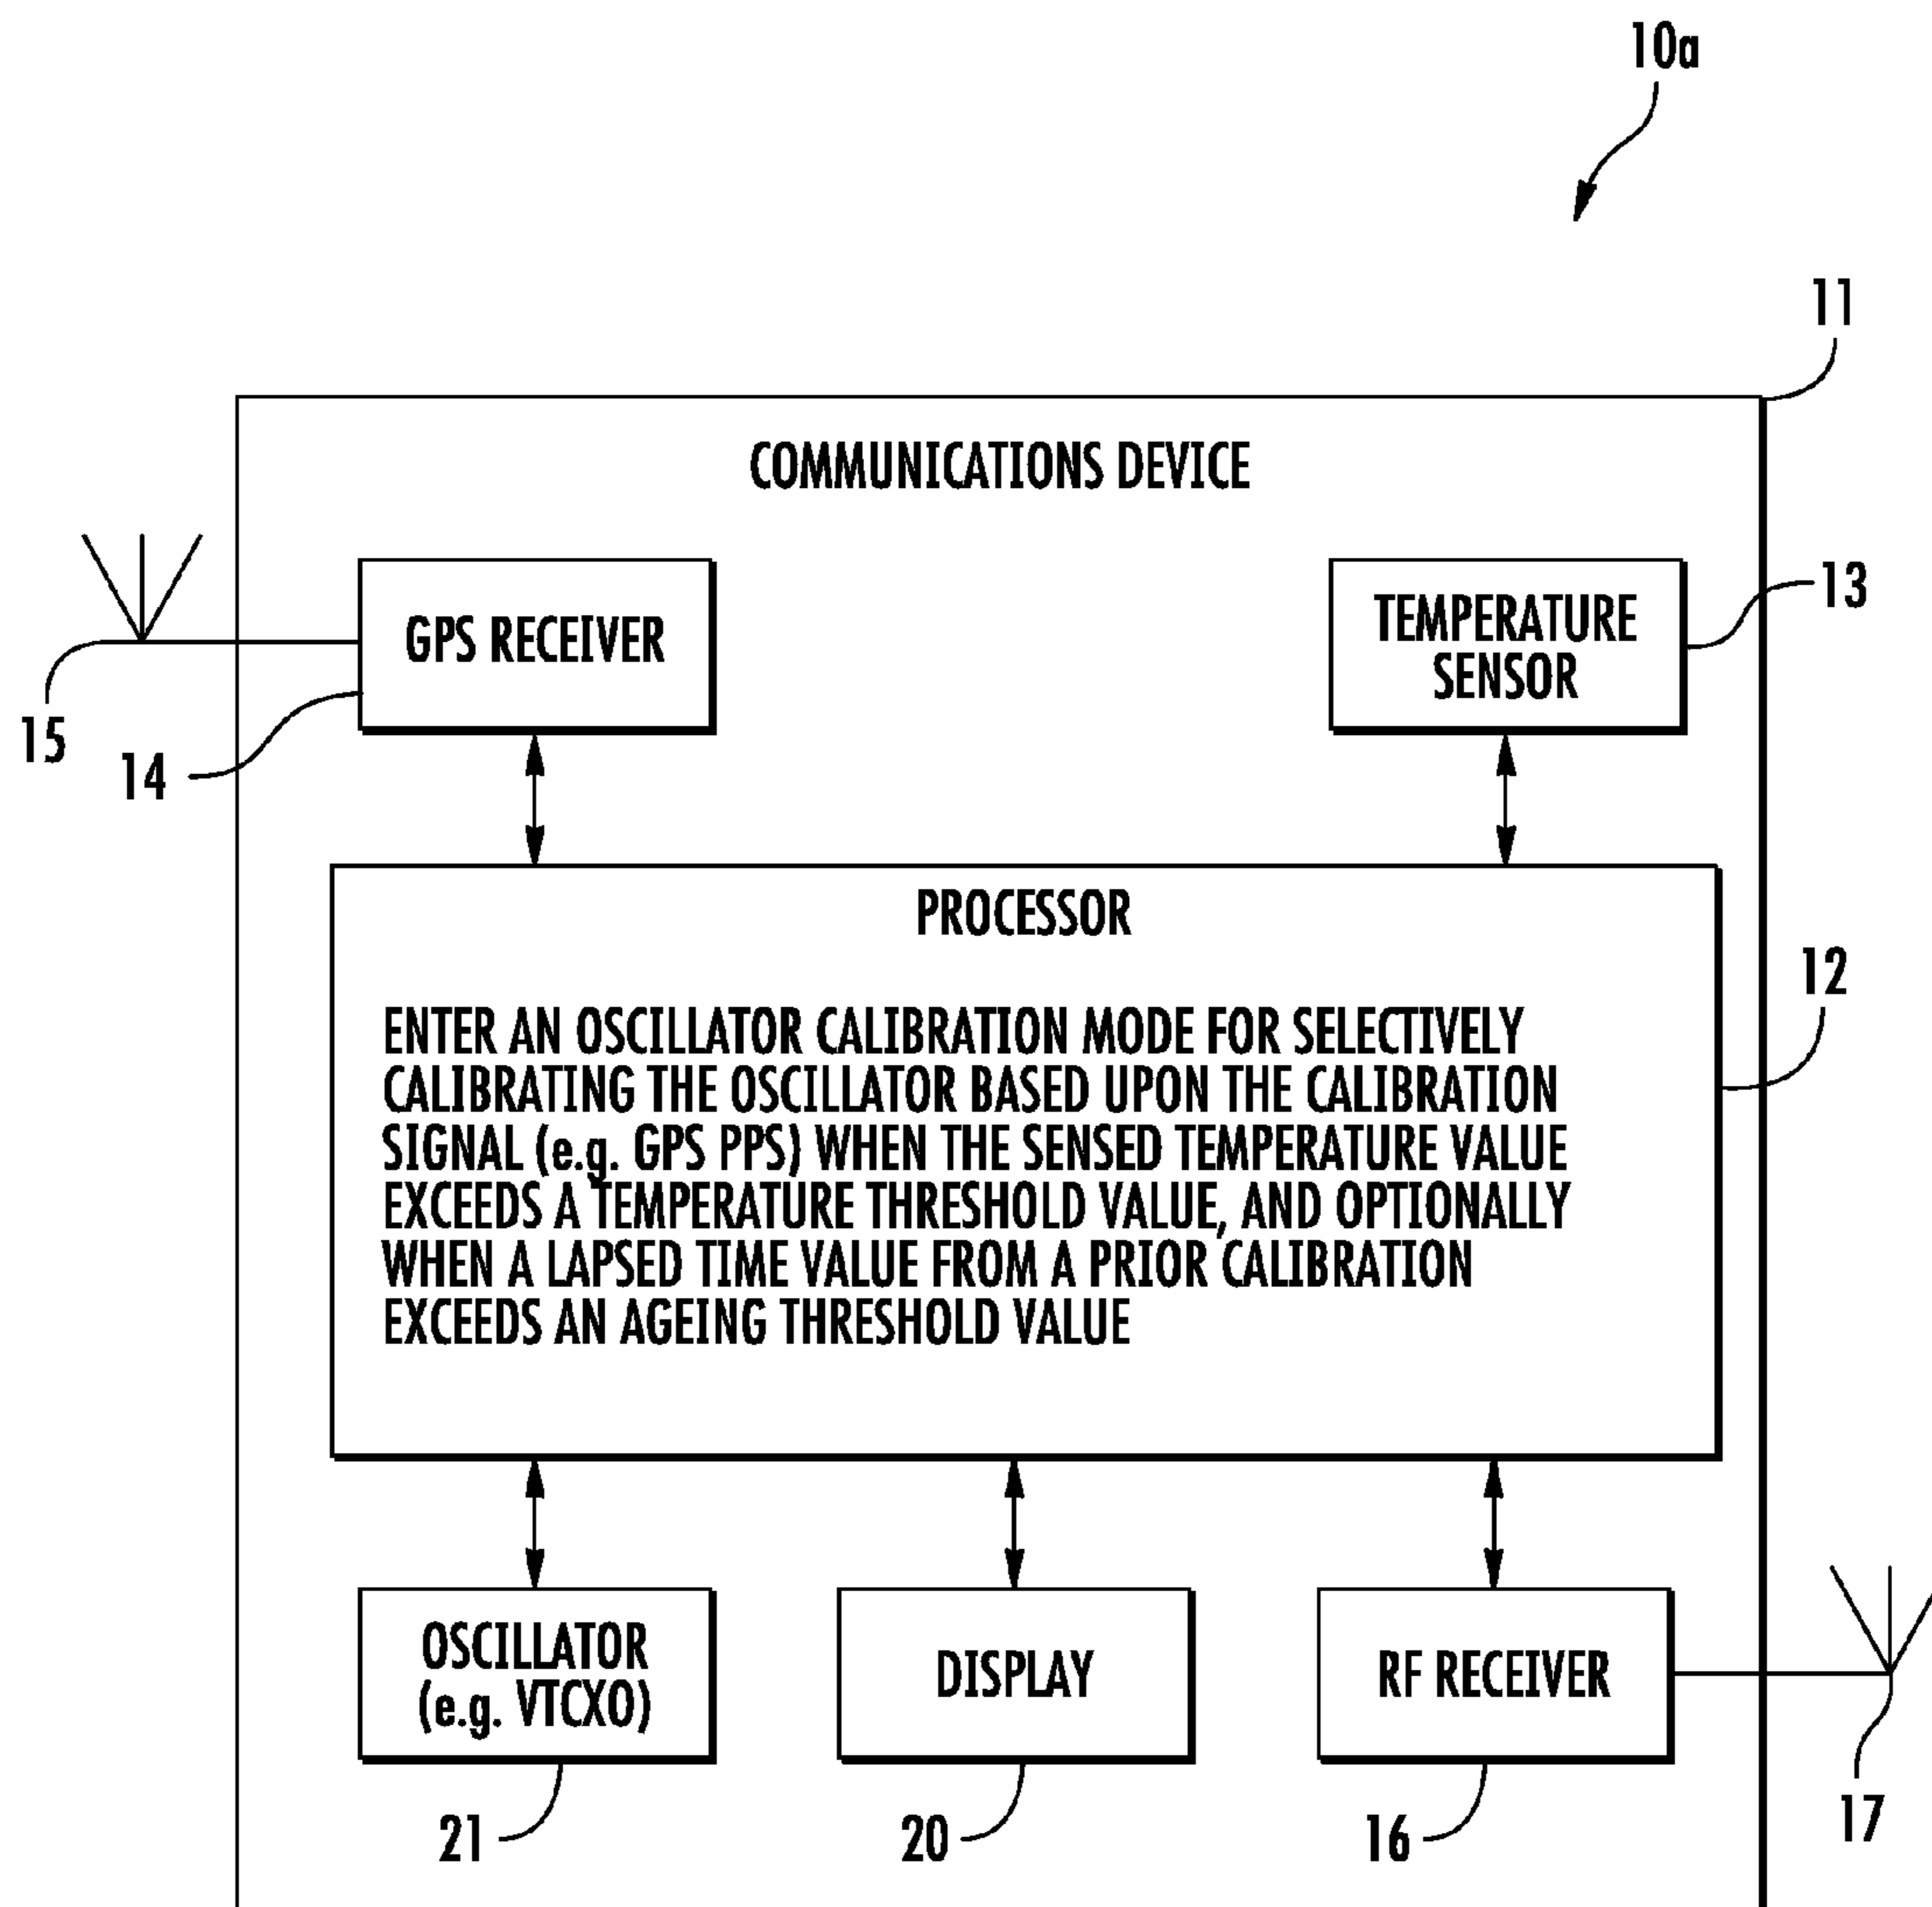 10a
11
COMMUNICATIONS DEVICE
GPS RECEIVER
TEMPERATURE
SENSOR
13
15
14
PROCESSOR
12
ENTER AN OSCILLATOR CALIBRATION MODE FOR SELECTIVELY
CALIBRATING THE OSCILLATOR BASED UPON THE CALIBRATION
SIGNAL (e.g. GPS PPS) WHEN THE SENSED TEMPERATURE VALUE
EXCEEDS A TEMPERATURE THRESHOLD VALUE, AND OPTIONALLY
WHEN A LAPSED TIME VALUE FROM A PRIOR CALIBRATION
EXCEEDS AN AGEING THRESHOLD VALUE
OSCILLATOR
(e.g. VTCXO)
DISPLAY
RF RECEIVER
21
20
16
17